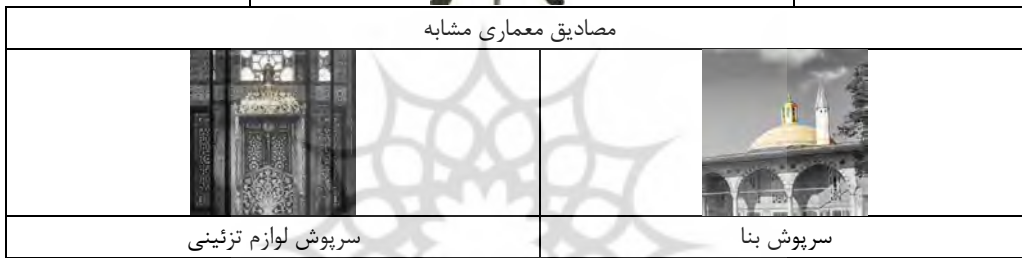 مصادیق معماری مشابه
سرپوش بنا
سرپوش لوازم تزئینی